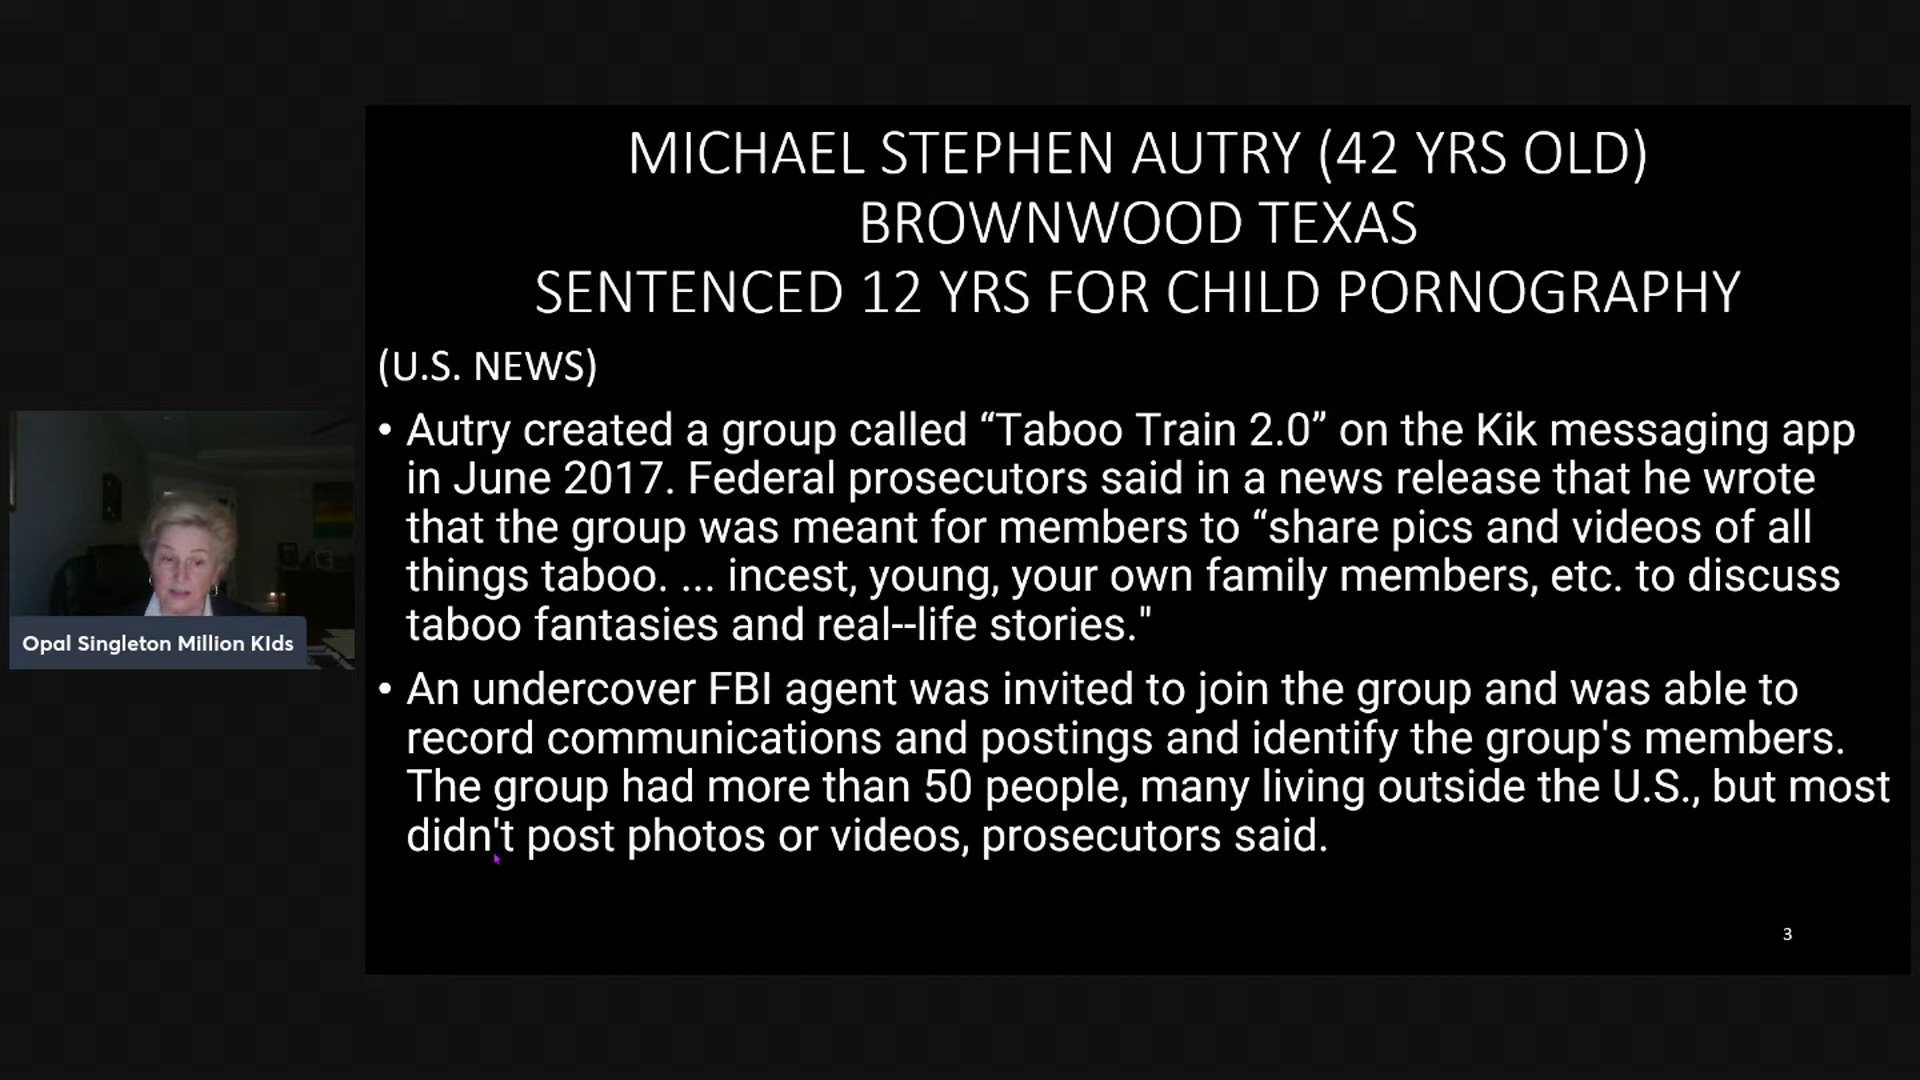 MICHAEL STEPHEN AUTRY (42 YRS OLD)
BROWNWOOD TEXAS
SENTENCED 12 YRS FOR CHILD PORNOGRAPHY
(U.S. NEWS)
• Autry created a group called “Taboo Train 2.0” on the Kik messaging app
in June 2017. Federal prosecutors said in a news release that he wrote
that the group was meant for members to “share pics and videos of all
things taboo. ... incest, young, your own family members, etc. to discuss
taboo fantasies and real--life stories."
• An undercover FBI agent was invited to join the group and was able to
record communications and postings and identify the group's members.
The group had more than 50 people, many living outside the U.S., but most
didn't post photos or videos, prosecutors said.
3
Opal Singleton Million KIds